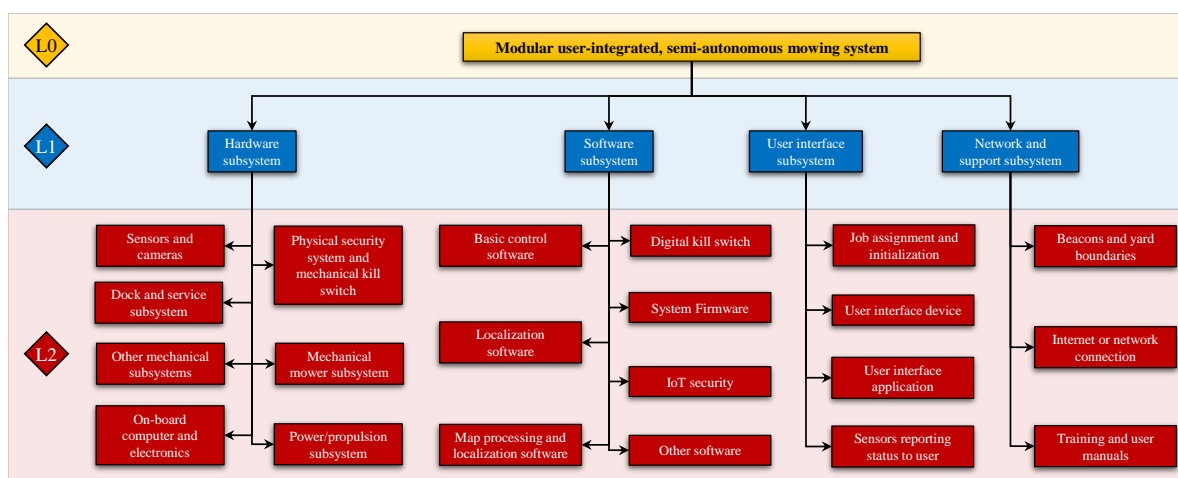 L0
Modular user-integrated, semi-autonomous mowing system
L1
Hardware
subsystem
Software
subsystem
User interface
subsystem
Network and
support subsystem
L2
Sensors and
cameras
Physical security
system and
mechanical kill
switch
Dock and service
subsystem
Other mechanical
subsystems
Mechanical
mower subsystem
On-board
computer and
electronics
Power/propulsion
subsystem
Basic control
software
Digital kill switch
System Firmware
Localization
software
IoT security
Map processing and
localization software
Other software
Job assignment and
initialization
User interface device
User interface
application
Sensors reporting
status to user
Beacons and yard
boundaries
Internet or network
connection
Training and user
manuals